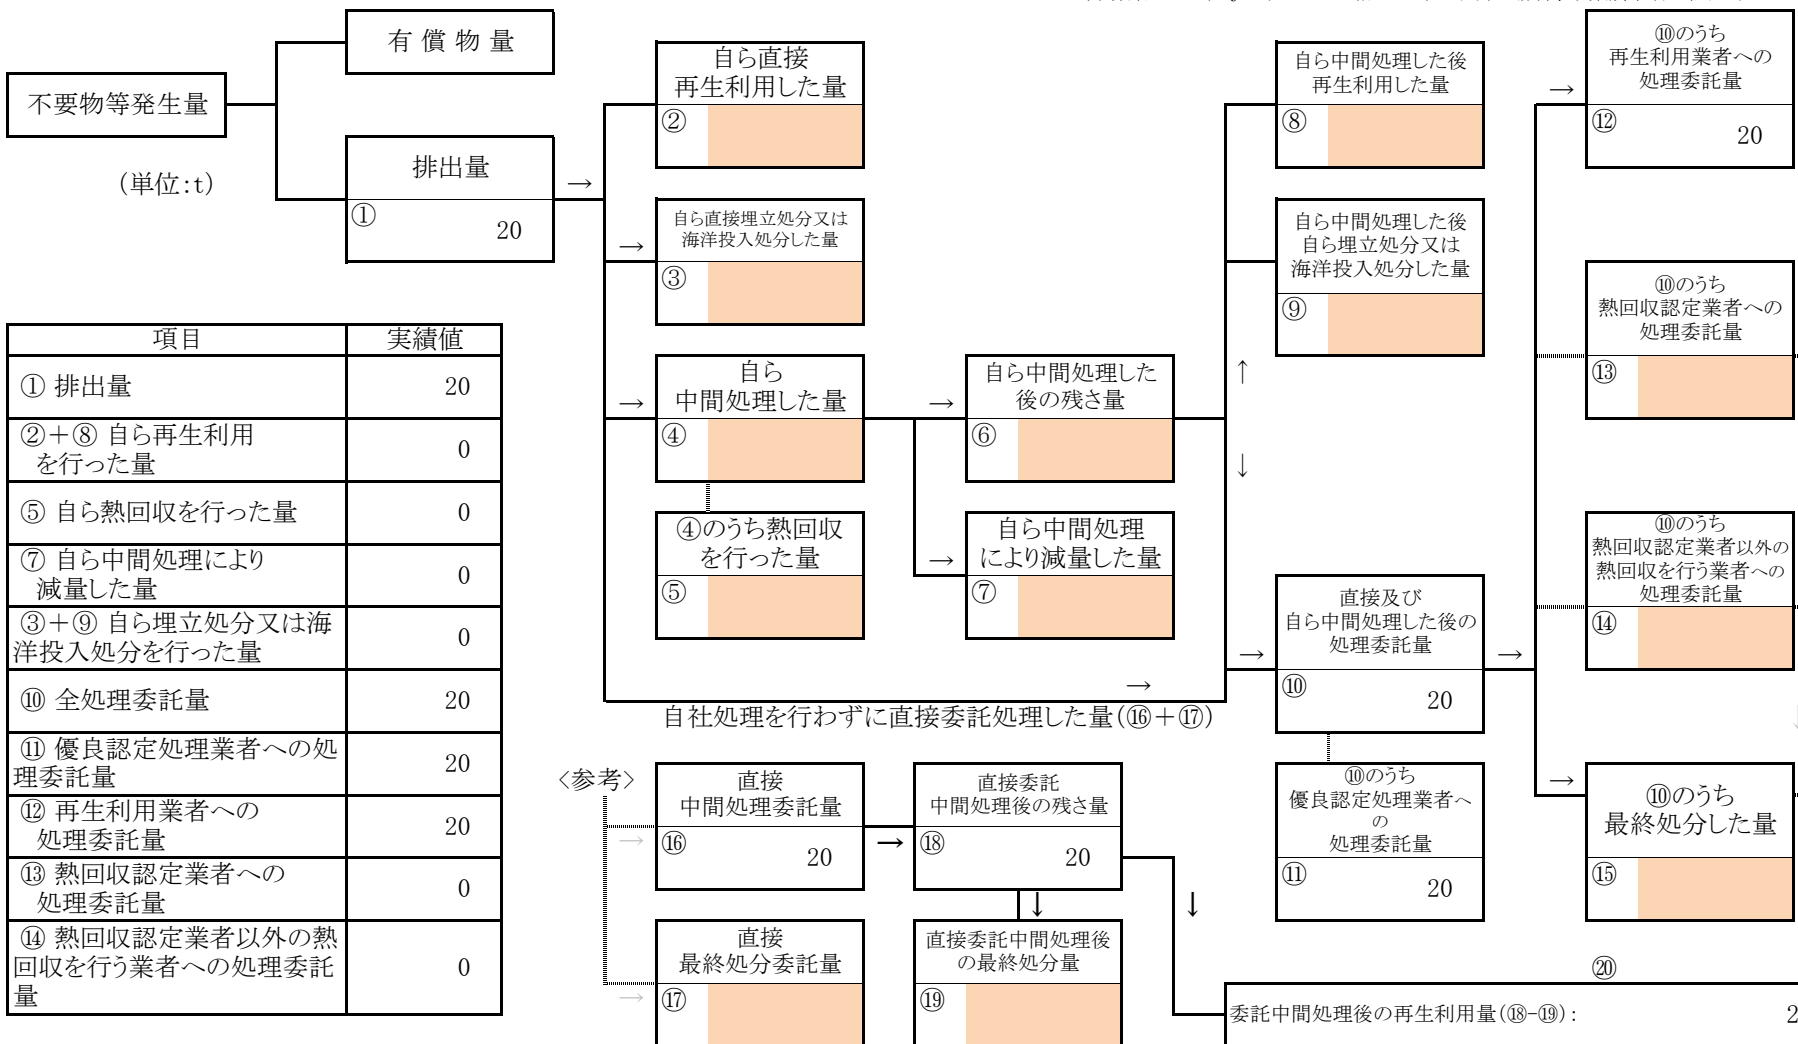 有償物量
不要物等発生量
(単位:t)
排出量
①
20
→
自ら直接
再生利用した量
②
→
自ら直接埋立処分又は
海洋投入処分した量
③
→
自ら
中間処理した量
④
④のうち熱回収
を行った量
⑤
→
自ら中間処理した
後の残さ量
⑥
→
自ら中間処理
により減量した量
⑦
自ら中間処理した後
再生利用した量
⑧
自ら中間処理した後
自ら埋立処分又は
海洋投入処分した量
⑨
↑
↓
→
直接及び
自ら中間処理した後の
処理委託量
⑩
20
→
⑩のうち
優良認定処理業者へ
の
処理委託量
⑪
20
→
⑩のうち
再生利用業者への
処理委託量
⑫
20
⑩のうち
熱回収認定業者への
処理委託量
⑬
⑩のうち
熱回収認定業者以外の
熱回収を行う業者への
処理委託量
⑭
→
⑩のうち
最終処分した量
⑮
→
自社処理を行わずに直接委託処理した量(⑯+⑰)
項目 実績値
① 排出量 20
②+⑧ 自ら再生利用
を行った量 0
⑤ 自ら熱回収を行った量 0
⑦ 自ら中間処理により
減量した量 0
③+⑨ 自ら埋立処分又は海
洋投入処分を行った量 0
⑩ 全処理委託量 20
⑪ 優良認定処理業者への処
理委託量 20
⑫ 再生利用業者への
処理委託量 20
⑬ 熱回収認定業者への
処理委託量 0
⑭ 熱回収認定業者以外の熱
回収を行う業者への処理委託
量 0
<参考>
→
直接
中間処理委託量
⑯
20
→
直接委託
中間処理後の残さ量
⑱
20
↓
↓
→
直接
最終処分委託量
⑰
直接委託中間処理後
の最終処分量
⑲
⑳
委託中間処理後の再生利用量(⑱-⑲):
2